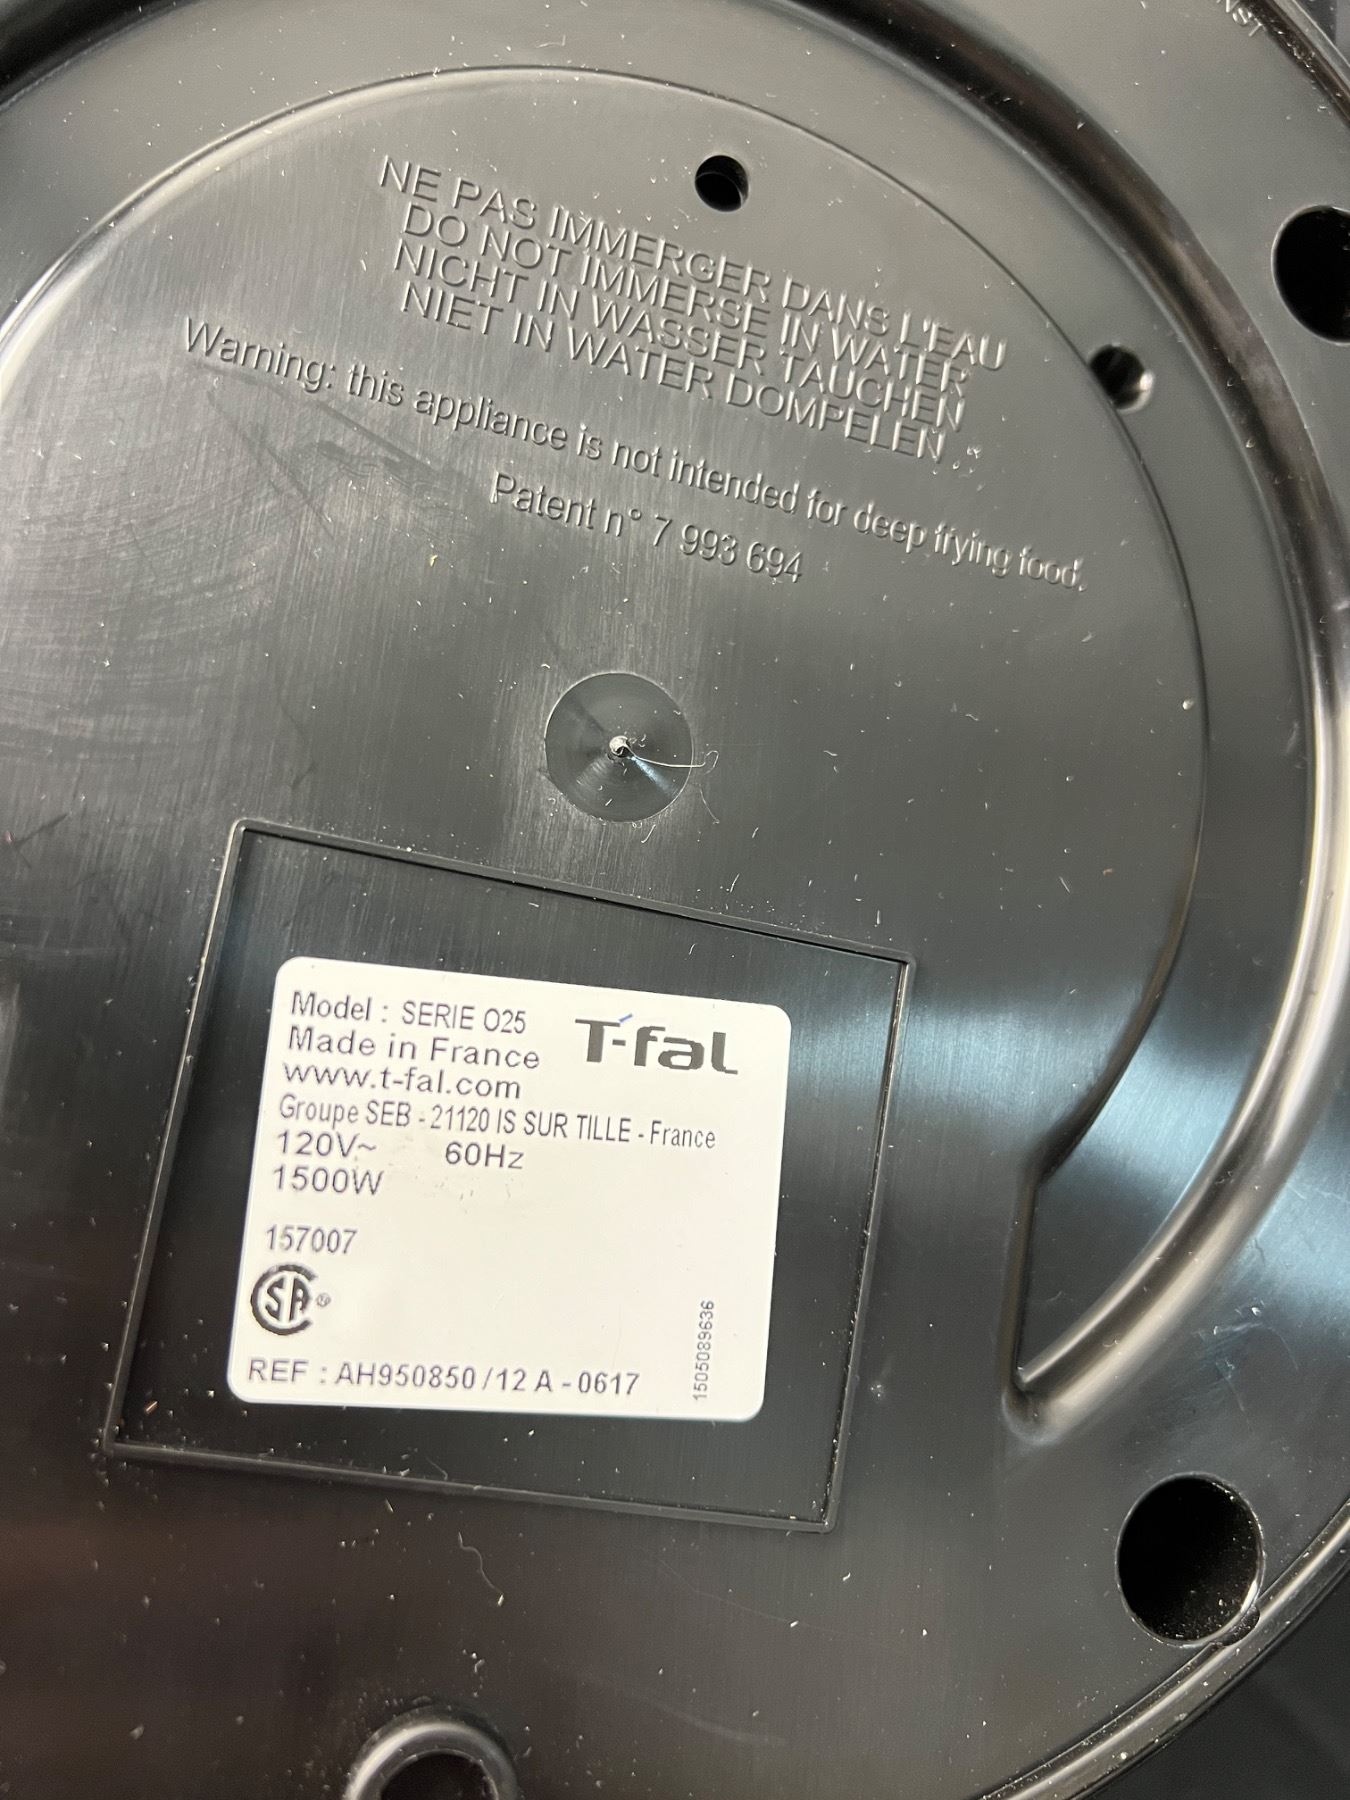 NE PAS IMMERGER DANS L'EAU
DO NOT IMMERSE IN WATER
NICHT IN WASSER TAUCHEN
NIET IN WATER DOMPELEN
Warning: this appliance is not intended for deep frying food.
Patent n° 7 993 694
Model : SERIE O25
T-fal
Made in France
www.t-fal.com
Groupe SEB - 21120 IS SUR TILLE - France
120V~ 60Hz
1500W
157007
SA ®
REF : AH950850 /12 A - 0617
1505089636